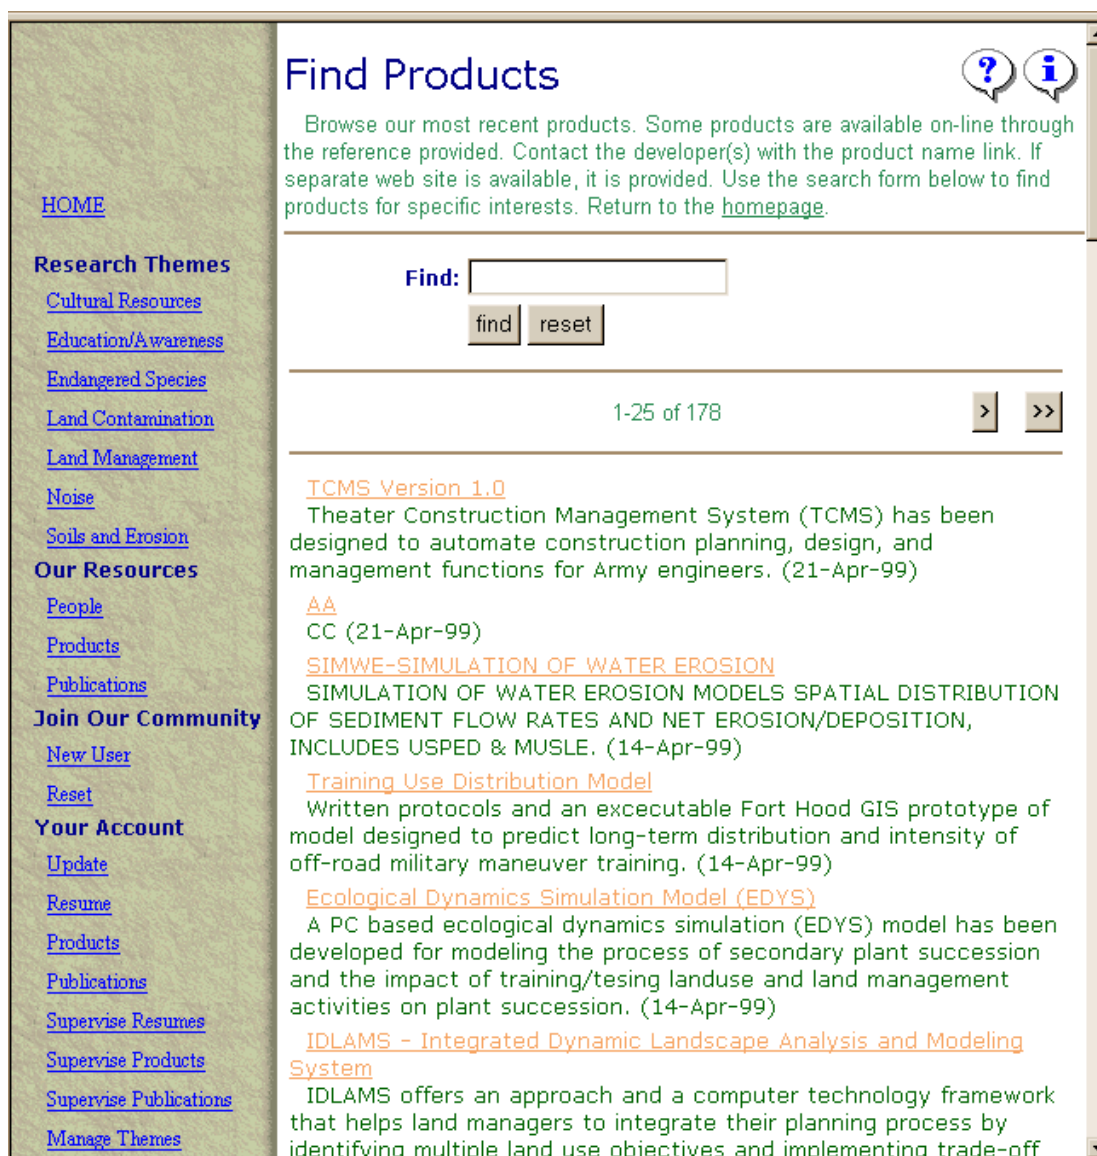 HOME
Research Themes
Cultural Resources
Education/Awareness
Endangered Species
Land Contamination
Land Management
Noise
Soils and Erosion
Our Resources
People
Products
Publications
Join Our Community
New User
Reset
Your Account
Update
Resume
Products
Publications
Supervise Resumes
Supervise Products
Supervise Publications
Manage Themes
Find Products
? i
Browse our most recent products. Some products are available on-line through
the reference provided. Contact the developer(s) with the product name link. If
separate web site is available, it is provided. Use the search form below to find
products for specific interests. Return to the homepage.
Find:
find reset
1-25 of 178 > >>
TCMS Version 1.0
Theater Construction Management System (TCMS) has been
designed to automate construction planning, design, and
management functions for Army engineers. (21-Apr-99)
AA
CC (21-Apr-99)
SIMWE-SIMULATION OF WATER EROSION
SIMULATION OF WATER EROSION MODELS SPATIAL DISTRIBUTION
OF SEDIMENT FLOW RATES AND NET EROSION/DEPOSITION,
INCLUDES USPED & MUSLE. (14-Apr-99)
Training Use Distribution Model
Written protocols and an excecutable Fort Hood GIS prototype of
model designed to predict long-term distribution and intensity of
off-road military maneuver training. (14-Apr-99)
Ecological Dynamics Simulation Model (EDYS)
A PC based ecological dynamics simulation (EDYS) model has been
developed for modeling the process of secondary plant succession
and the impact of training/tesing landuse and land management
activities on plant succession. (14-Apr-99)
IDLAMS - Integrated Dynamic Landscape Analysis and Modeling
System
IDLAMS offers an approach and a computer technology framework
that helps land managers to integrate their planning process by
identifying multiple land use objectives and implementing trade-off